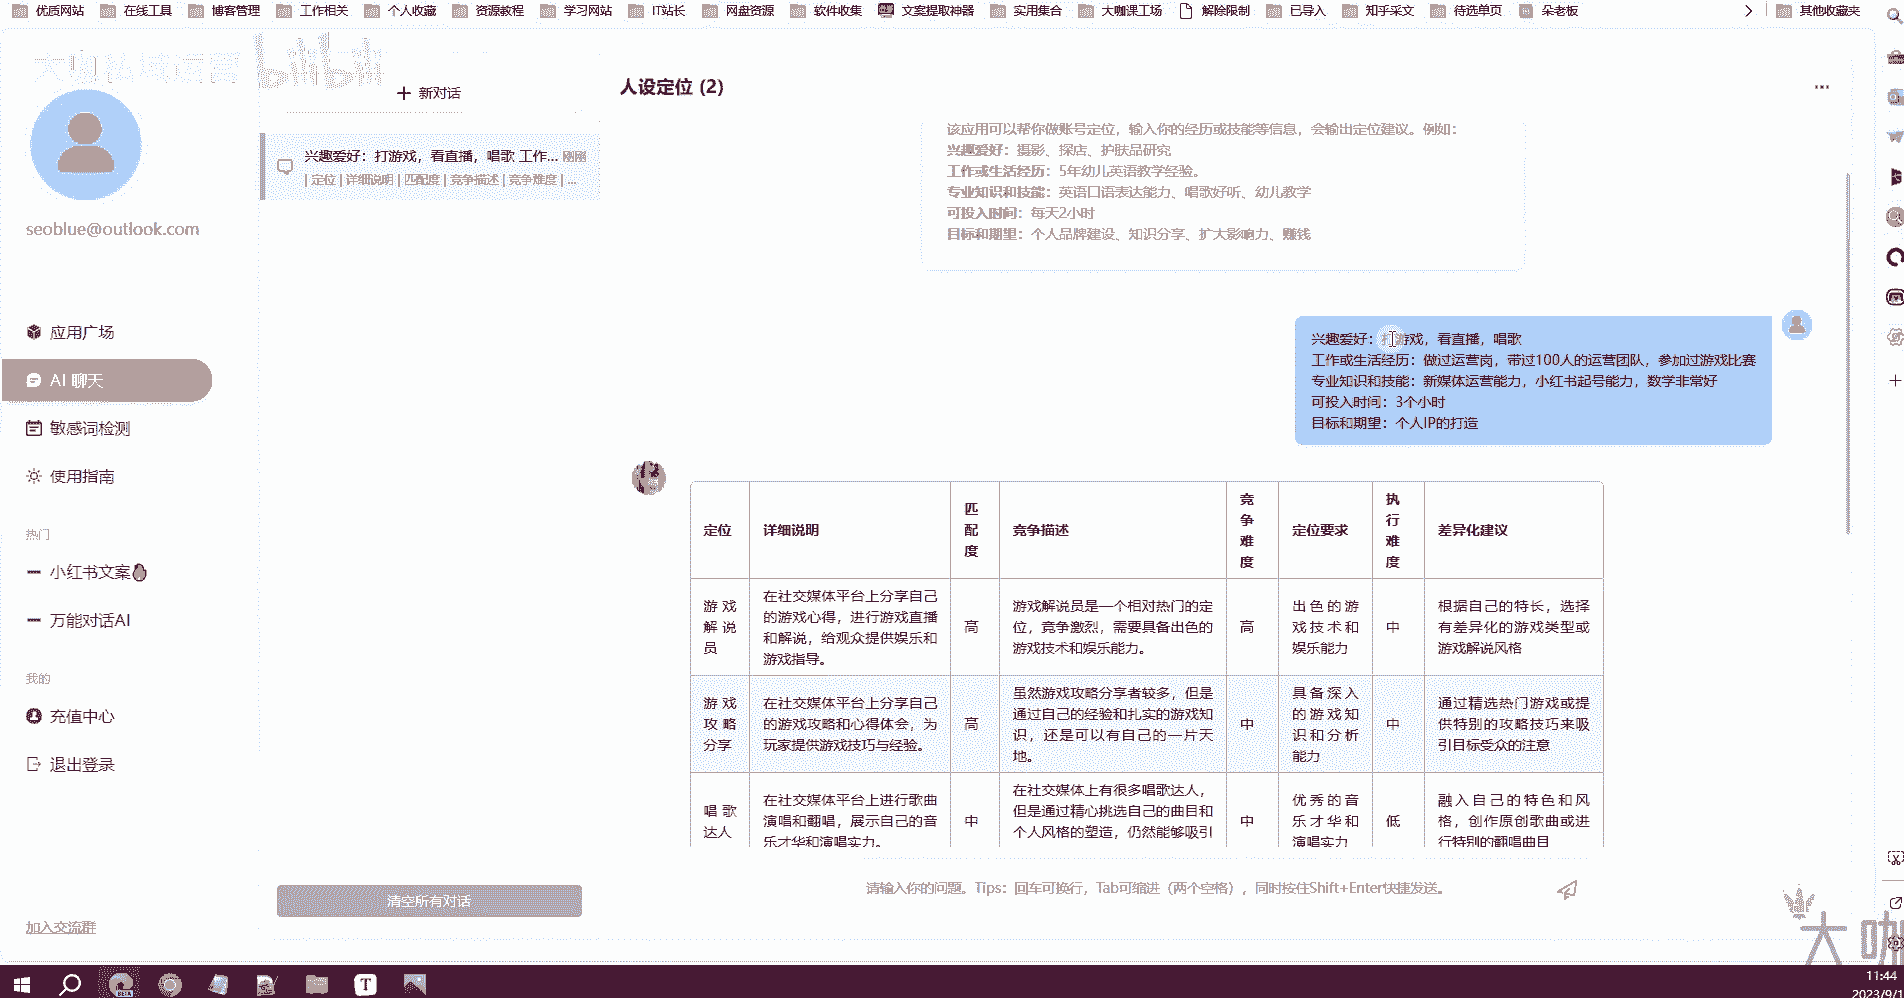 优质网站 在线工具 博客管理 工作相关 个人收藏 资源教程 学习网站 IT站长 网盘资源 软件收集 文案提取神器 实用集合 大咖课工场 解除限制 已导入 知乎采文 待选单页 朵老板 其他收藏夹
大咖私域运营
bilibili
seoblue@outlook.com
应用广场
AI 聊天
敏感词检测
使用指南
热门
小红书文案
万能对话AI
我的
充值中心
退出登录
加入交流群
新对话
兴趣爱好：打游戏，看直播，唱歌 工作... 刚刚
| 定位 | 详细说明 | 匹配度 | 竞争描述 | 竞争难度 | ...
清空所有对话
人设定位 (2)
该应用可以帮你做账号定位，输入你的经历或技能等信息，会输出定位建议。例如：
兴趣爱好：摄影、探店、护肤品研究
工作或生活经历：5年幼儿英语教学经验。
专业知识和技能：英语口语表达能力、唱歌好听、幼儿教学
可投入时间：每天2小时
目标和期望：个人品牌建设、知识分享、扩大影响力、赚钱
兴趣爱好：打游戏，看直播，唱歌
工作或生活经历：做过运营岗，带过100人的运营团队，参加过游戏比赛
专业知识和技能：新媒体运营能力，小红书起号能力，数学非常好
可投入时间：3个小时
目标和期望：个人IP的打造
定位 详细说明 匹配度 竞争描述 竞争难度 定位要求 执行难度 差异化建议
游戏
解说
员
在社交媒体平台上分享自己
的游戏心得，进行游戏直播
和解说，给观众提供娱乐和
游戏指导。
高
游戏解说员是一个相对热门的定
位，竞争激烈，需要具备出色的
游戏技术和娱乐能力。
高
出色的游
戏技术和
娱乐能力
中
根据自己的特长，选择
有差异化的游戏类型或
游戏解说风格
游戏
攻略
分享
在社交媒体平台上分享自己
的游戏攻略和心得体会，为
玩家提供游戏技巧与经验。
高
虽然游戏攻略分享者较多，但是
通过自己的经验和扎实的游戏知
识，还是可以有自己的一片天
地。
中
具备深入
的游戏知
识和分析
能力
中
通过精选热门游戏或提
供特别的攻略技巧来吸
引目标受众的注意
唱歌
达人
在社交媒体平台上进行歌曲
演唱和翻唱，展示自己的音
乐才华和演唱实力。
中
在社交媒体上有很多唱歌达人，
但是通过精心挑选自己的曲目和
个人风格的塑造，仍然能够吸引
中
优秀的音
乐才华和
演唱实力
低
融入自己的特色和风
格，创作原创歌曲或进
行特别的翻唱曲目
请输入你的问题。Tips：回车可换行，Tab可缩进（两个空格），同时按住Shift+Enter快捷发送。
大咖
11:44
2023/9/1